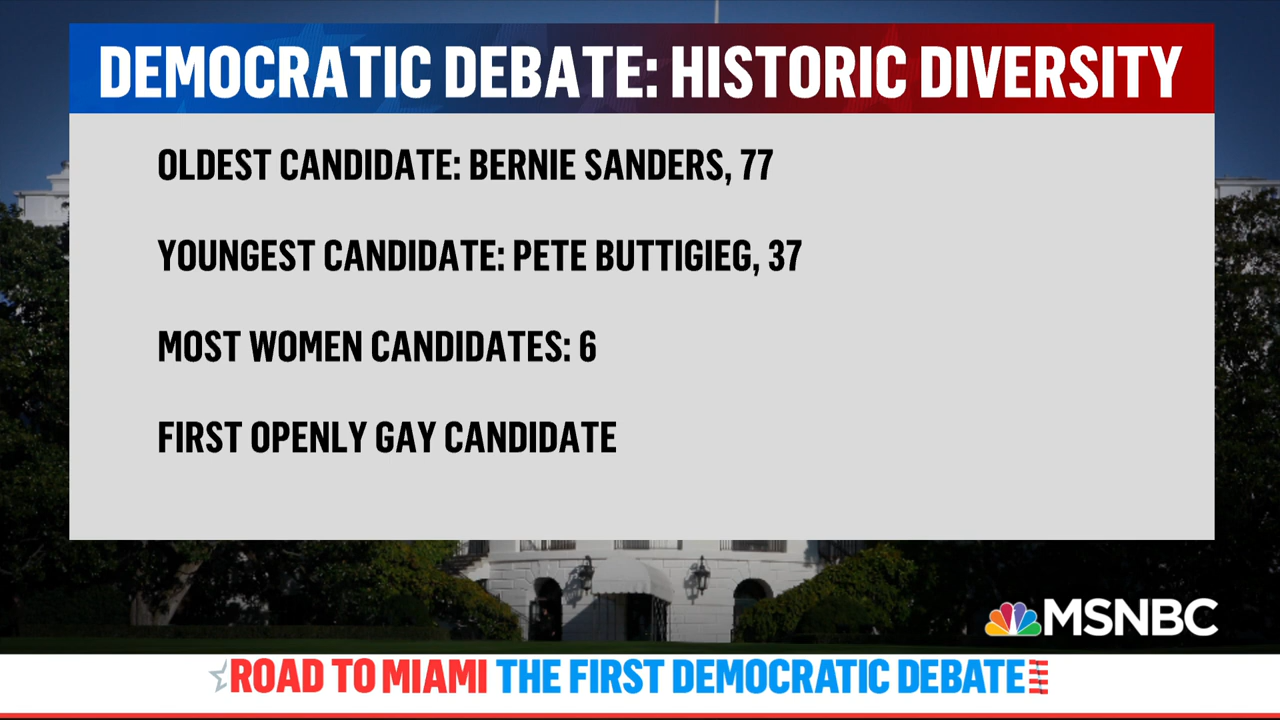 DEMOCRATIC DEBATE: HISTORIC DIVERSITY
OLDEST CANDIDATE: BERNIE SANDERS, 77
YOUNGEST CANDIDATE: PETE BUTTIGIEG, 37
MOST WOMEN CANDIDATES: 6
FIRST OPENLY GAY CANDIDATE
MSNBC
ROAD TO MIAMI THE FIRST DEMOCRATIC DEBATE